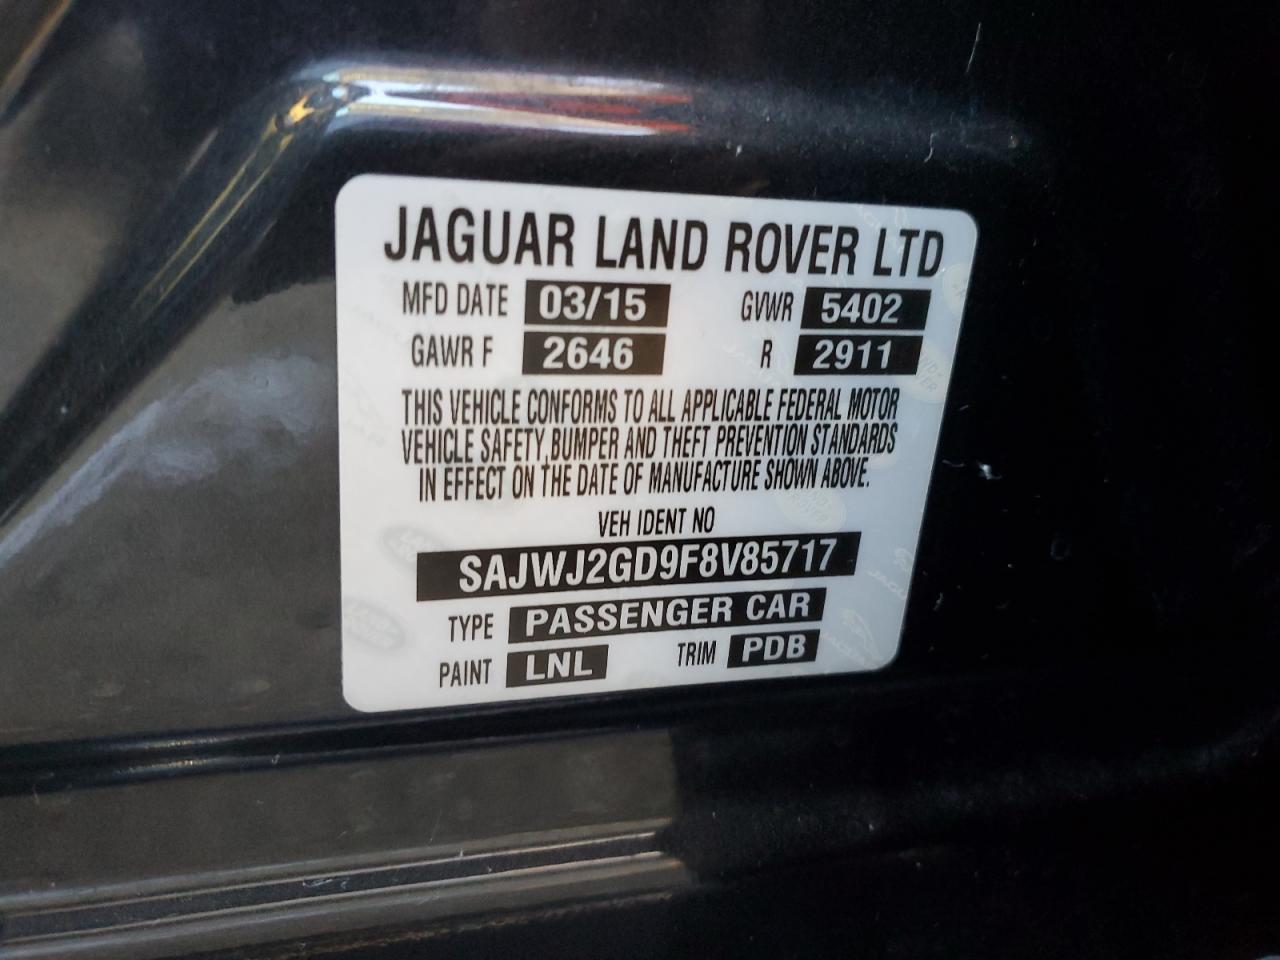 JAGUAR LAND ROVER LTD
MFD DATE 03/15 GVWR 5402
GAWR F 2646 R 2911
THIS VEHICLE CONFORMS TO ALL APPLICABLE FEDERAL MOTOR
VEHICLE SAFETY, BUMPER AND THEFT PREVENTION STANDARDS
IN EFFECT ON THE DATE OF MANUFACTURE SHOWN ABOVE.
VEH IDENT NO
SAJWJ2GD9F8V85717
TYPE PASSENGER CAR
PAINT LNL TRIM PDB